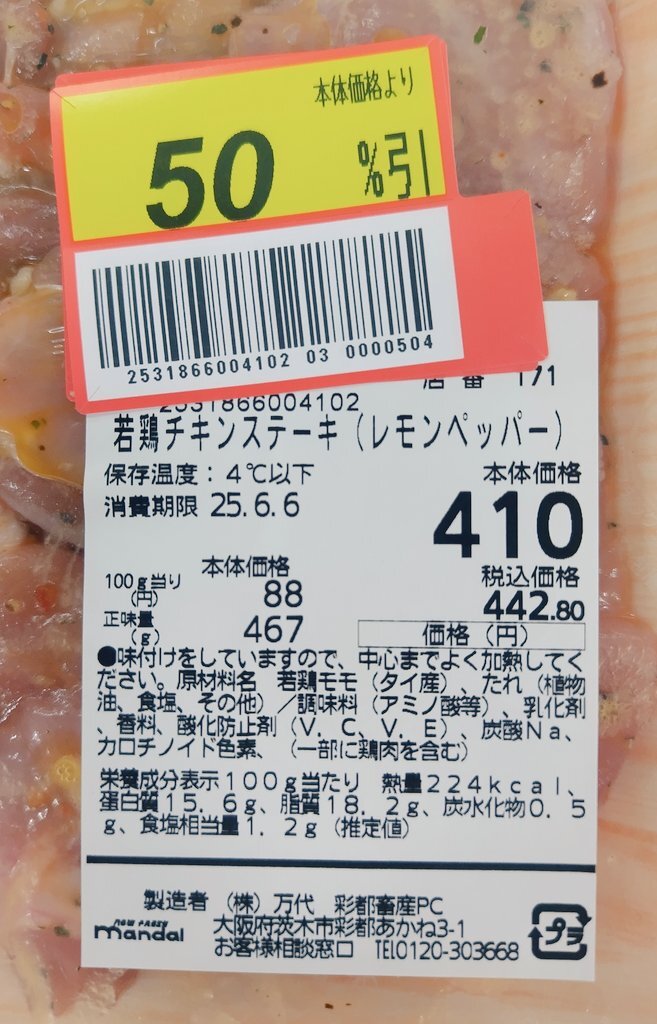 本体価格より
50 %引
2531866004102 03 0000504
店番 171
2531866004102
若鶏チキンステーキ（レモンペッパー）
保存温度：4℃以下
本体価格
消費期限 25.6.6
410
本体価格
税込価格
100g当り(円) 88
442.80
正味量(g) 467
価格（円）
●味付けをしていますので、中心までよく加熱してく
ださい。原材料名 若鶏モモ（タイ産）、たれ（植物
油、食塩、その他）／調味料（アミノ酸等）、乳化剤
、香料、酸化防止剤（V．C、V．E）、炭酸Na、
カロチノイド色素、（一部に鶏肉を含む）
栄養成分表示100g当たり 熱量224kcal、
蛋白質15．6g、脂質18．2g、炭水化物0．5
g、食塩相当量1．2g（推定値）
製造者 （株）万代 彩都畜産PC
大阪府茨木市彩都あかね3-1
お客様相談窓口 TEL0120-303668
now FRESH
mandai
プラ